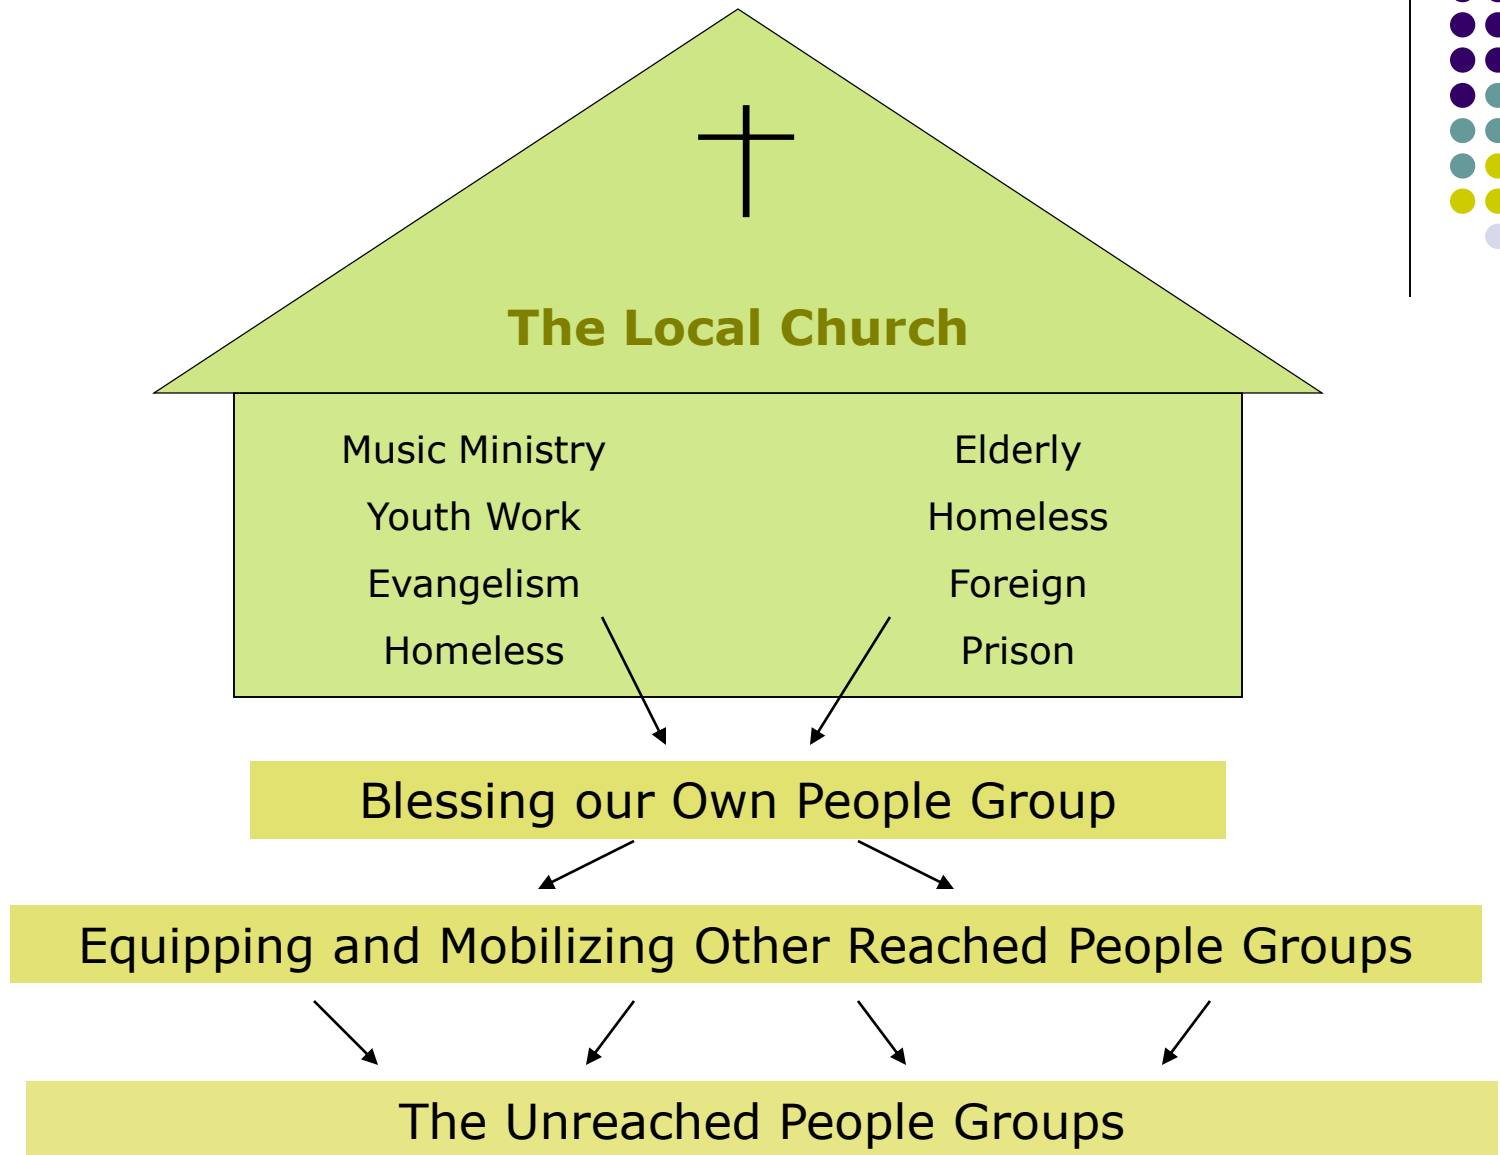 The Local Church
Music Ministry
Youth Work
Evangelism
Homeless
Elderly
Homeless
Foreign
Prison
Blessing our Own People Group
Equipping and Mobilizing Other Reached People Groups
The Unreached People Groups